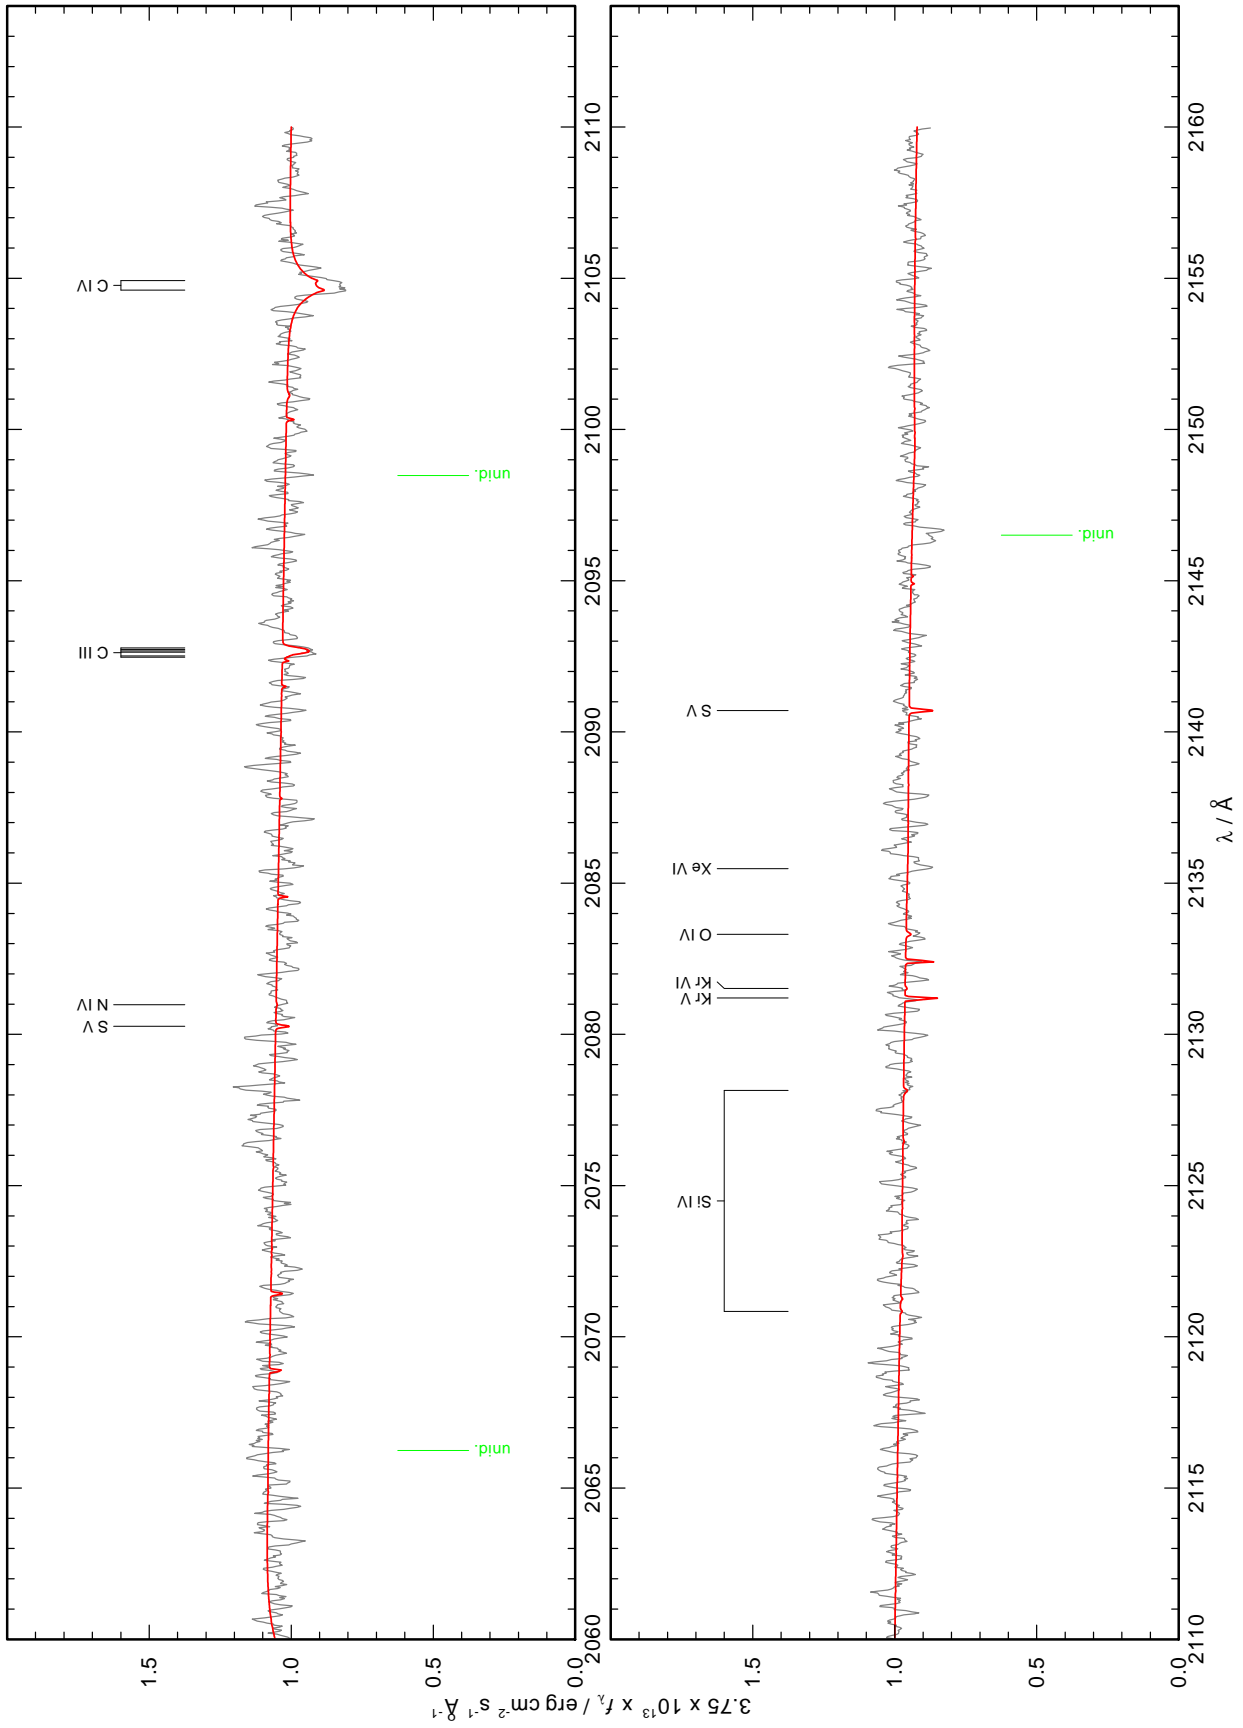 3.75 x 10¹³ x f_λ / erg cm⁻² s⁻¹ Å⁻¹
1.5
1.0
0.5
0.0
2060
2065
2070
2075
2080
2085
2090
2095
2100
2105
2110
unid.
S V
N IV
C III
unid.
C IV
1.5
1.0
0.5
0.0
2110
2115
2120
2125
2130
2135
2140
2145
2150
2155
2160
Si IV
Kr V
Kr VI
O IV
Xe VI
S V
unid.
λ / Å